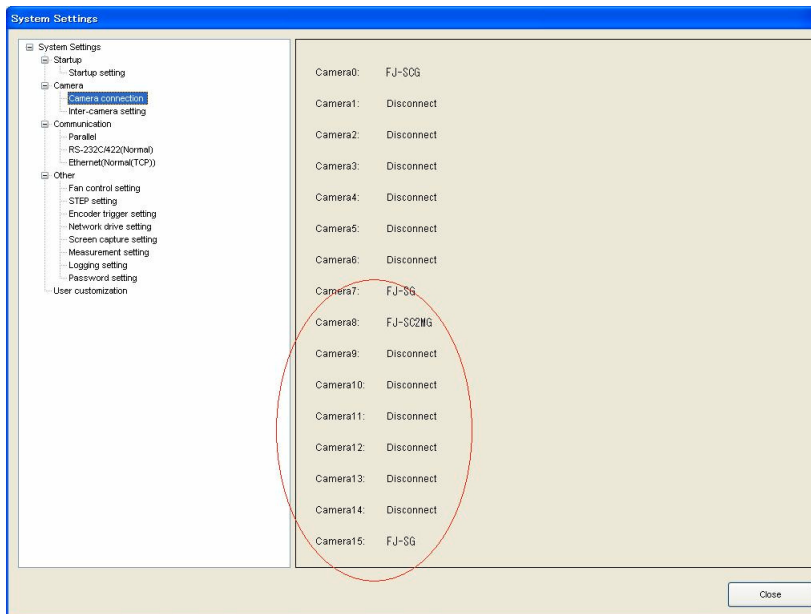 System Settings
System Settings
Startup
Startup setting
Camera
Camera connection
Inter-camera setting
Communication
Parallel
RS-232C/422(Normal)
Ethernet(Normal(TCP))
Other
Fan control setting
STEP setting
Encoder trigger setting
Network drive setting
Screen capture setting
Measurement setting
Logging setting
Password setting
User customization
Camera0: FJ-SCG
Camera1: Disconnect
Camera2: Disconnect
Camera3: Disconnect
Camera4: Disconnect
Camera5: Disconnect
Camera6: Disconnect
Camera7: FJ-SG
Camera8: FJ-SC2MG
Camera9: Disconnect
Camera10: Disconnect
Camera11: Disconnect
Camera12: Disconnect
Camera13: Disconnect
Camera14: Disconnect
Camera15: FJ-SG
Close